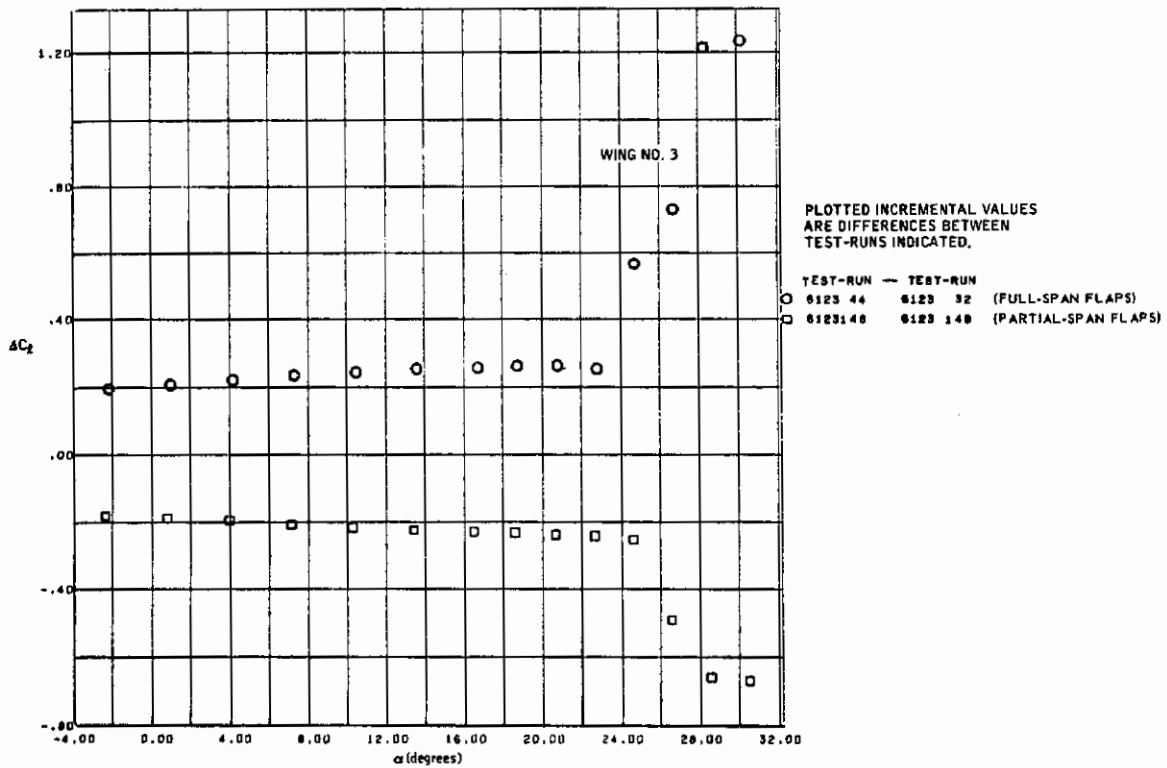 1.20
WING NO. 3
.80
PLOTTED INCREMENTAL VALUES
ARE DIFFERENCES BETWEEN
TEST-RUNS INDICATED.
TEST-RUN — TEST-RUN
6123 44 6123 32 (FULL-SPAN FLAPS)
6123148 6123 149 (PARTIAL-SPAN FLAPS)
.40
ΔCℓ
.00
-.40
-.80
-4.00 0.00 4.00 8.00 12.00 16.00 20.00 24.00 28.00 32.00
α (degrees)